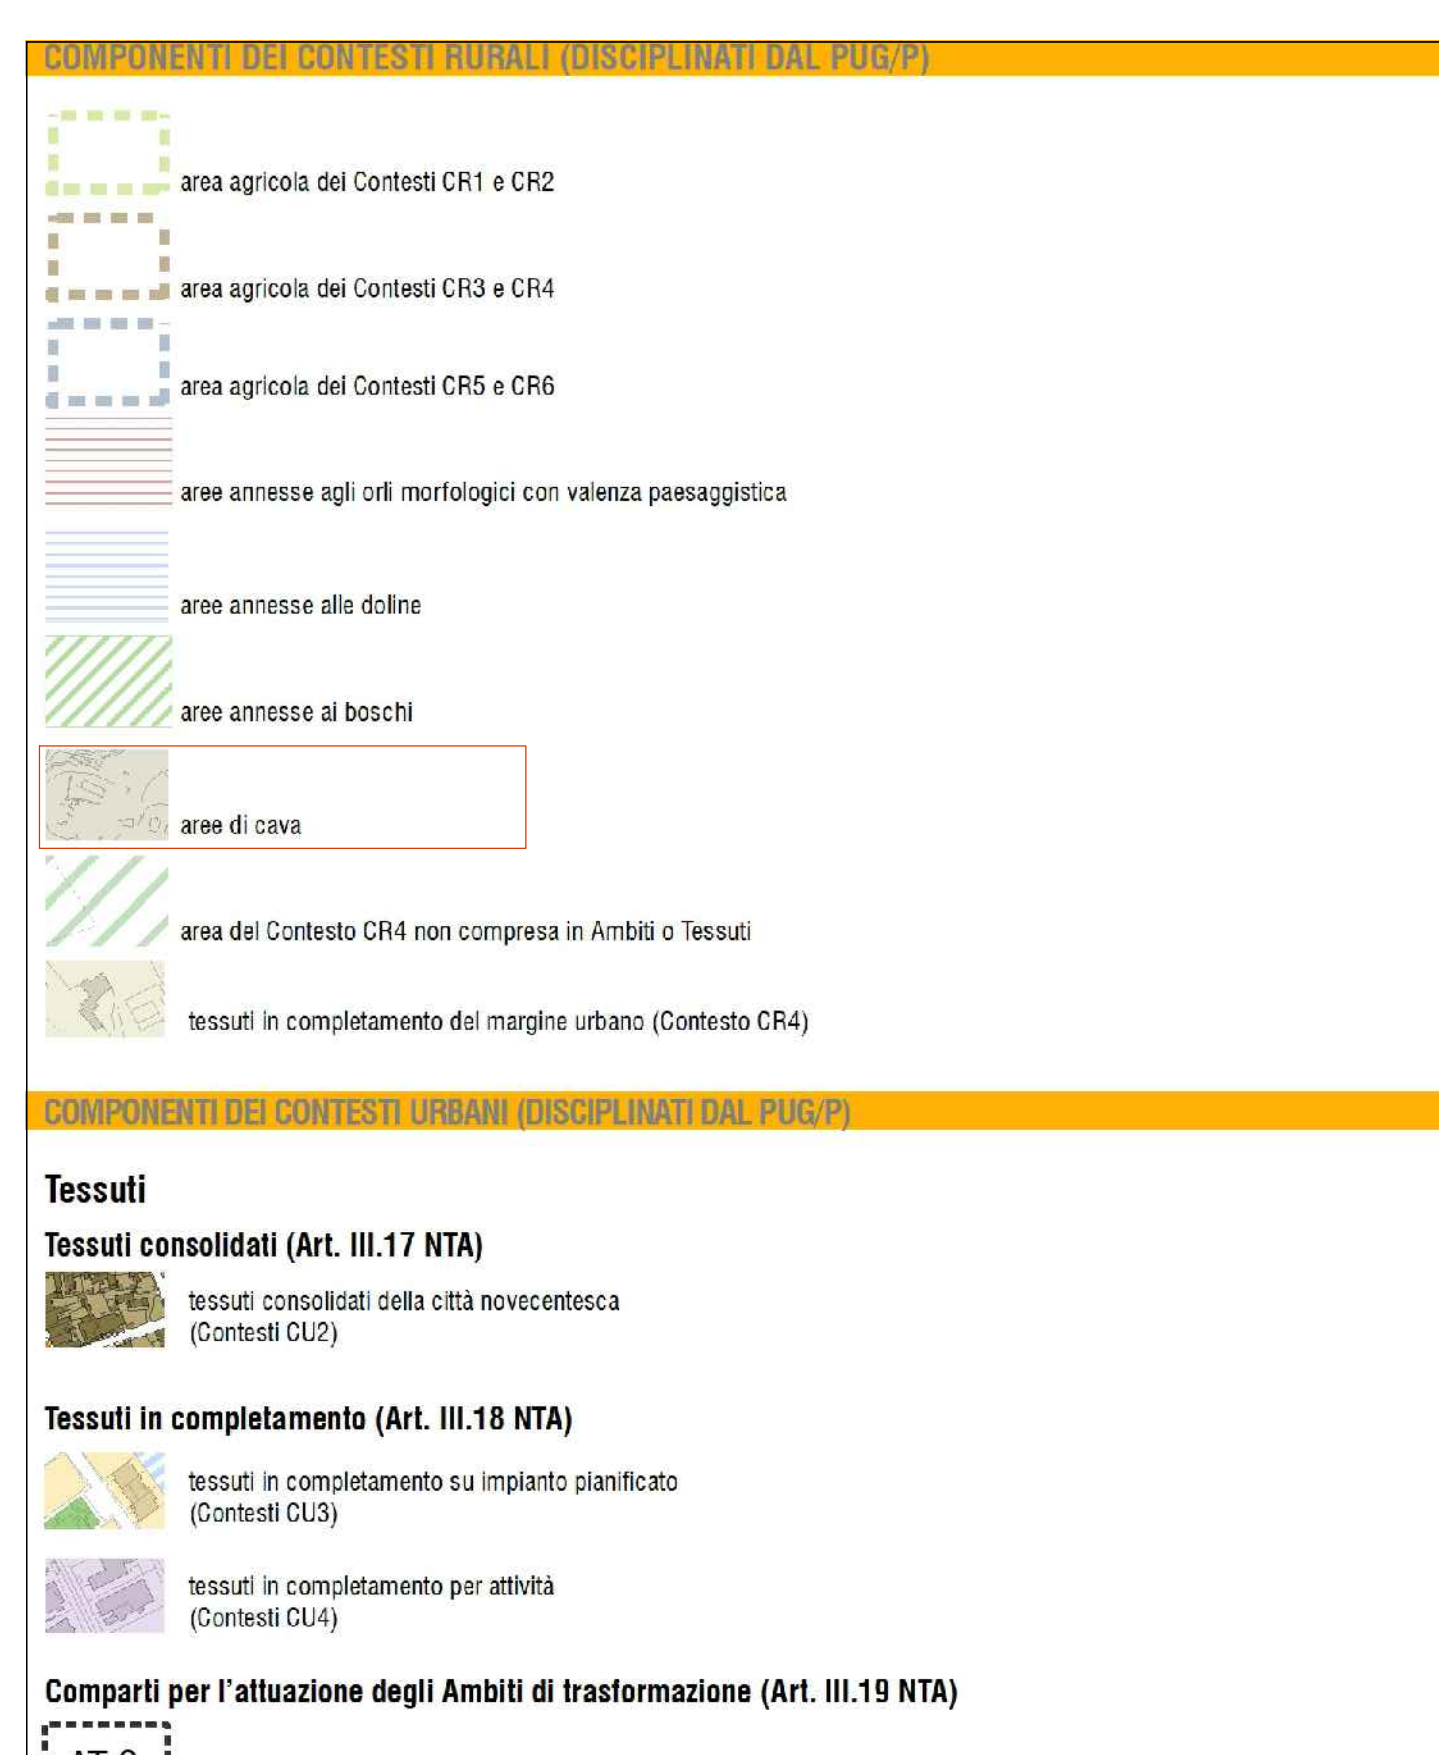 COMPONENTI DEI CONTESTI RURALI (DISCIPLINATI DAL PUG/P)
area agricola dei Contesti CR1 e CR2
area agricola dei Contesti CR3 e CR4
area agricola dei Contesti CR5 e CR6
aree annesse agli orli morfologici con valenza paesaggistica
aree annesse alle doline
aree annesse ai boschi
aree di cava
area del Contesto CR4 non compresa in Ambiti o Tessuti
tessuti in completamento del margine urbano (Contesto CR4)
COMPONENTI DEI CONTESTI URBANI (DISCIPLINATI DAL PUG/P)
Tessuti
Tessuti consolidati (Art. III.17 NTA)
tessuti consolidati della città novecentesca
(Contesti CU2)
Tessuti in completamento (Art. III.18 NTA)
tessuti in completamento su impianto pianificato
(Contesti CU3)
tessuti in completamento per attività
(Contesti CU4)
Comparti per l'attuazione degli Ambiti di trasformazione (Art. III.19 NTA)